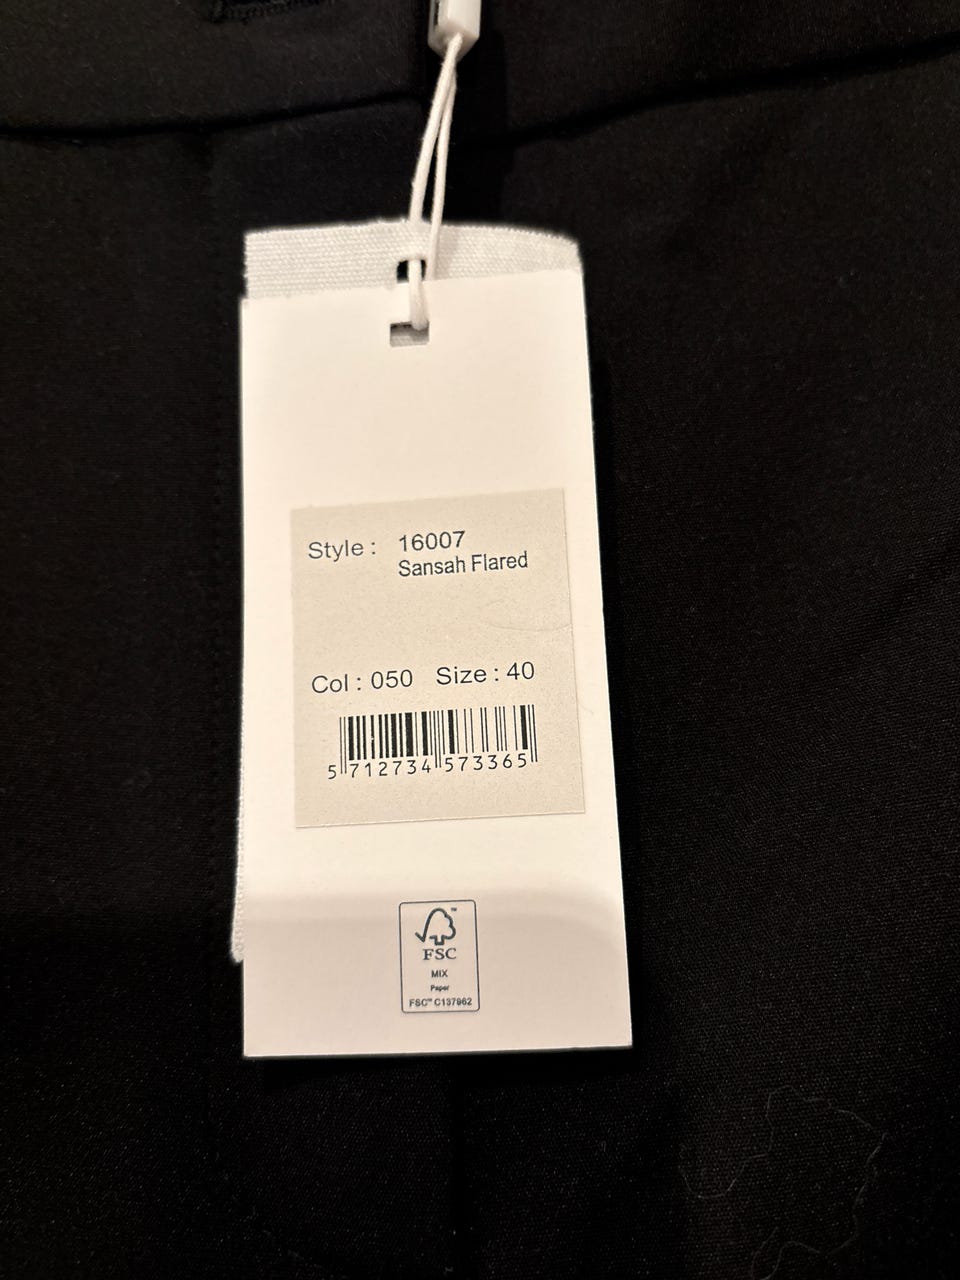 Style : 16007
Sansah Flared
Col : 050 Size : 40
5 712734 573365
FSC
MIX
Paper
FSC™ C137962